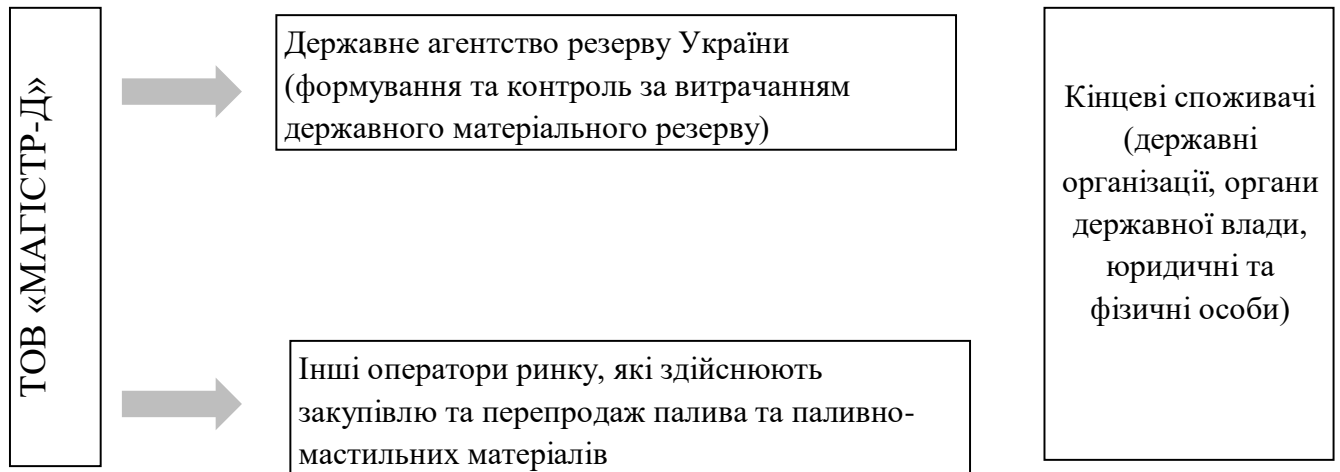 ТОВ «МАГІСТР-Д»
Державне агентство резерву України
(формування та контроль за витрачанням
державного матеріального резерву)
Інші оператори ринку, які здійснюють
закупівлю та перепродаж палива та паливно-
мастильних матеріалів
Кінцеві споживачі
(державні
організації, органи
державної влади,
юридичні та
фізичні особи)